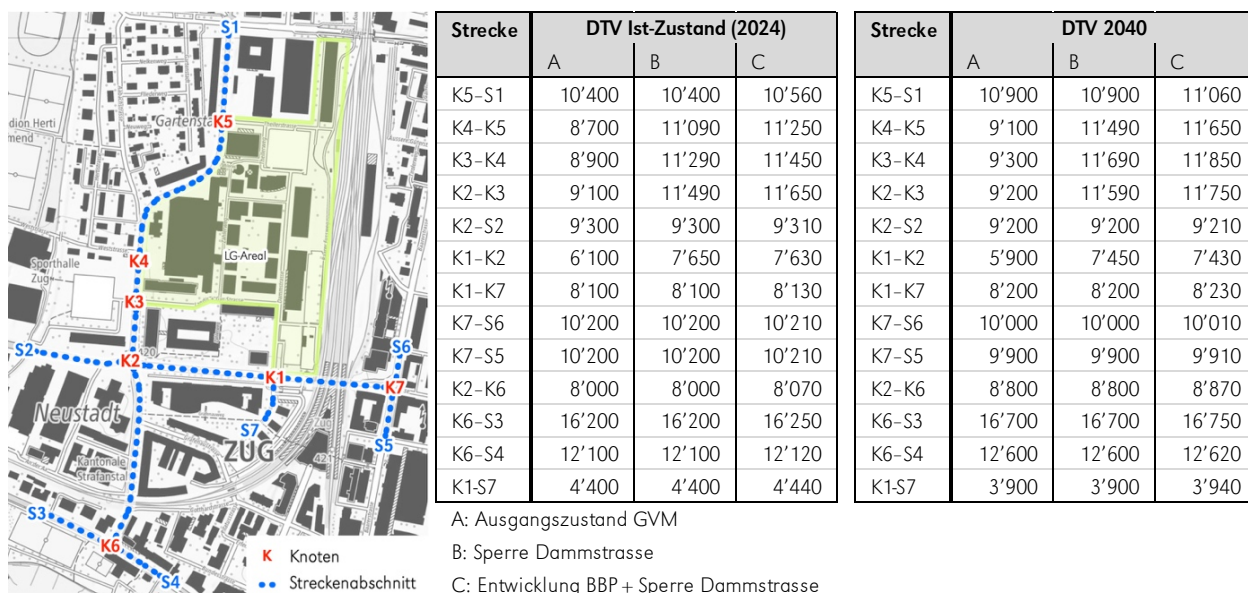 S1
dion Herti
mend
Gartensta
K5
K4
LG-Areal
Sporthalle
Zug
K3
S2
420
K2
S6
K1
K7
Neustadt
S7
ZUG
S5
421
Kantonale
Strafanstal
S3
K6
S4
K Knoten
Streckenabschnitt
Strecke DTV Ist-Zustand (2024)
A B C
K5–S1 10’400 10’400 10’560
K4–K5 8’700 11’090 11’250
K3–K4 8’900 11’290 11’450
K2–K3 9’100 11’490 11’650
K2–S2 9’300 9’300 9’310
K1–K2 6’100 7’650 7’630
K1–K7 8’100 8’100 8’130
K7–S6 10’200 10’200 10’210
K7–S5 10’200 10’200 10’210
K2–K6 8’000 8’000 8’070
K6–S3 16’200 16’200 16’250
K6–S4 12’100 12’100 12’120
K1-S7 4’400 4’400 4’440
Strecke DTV 2040
A B C
K5–S1 10’900 10’900 11’060
K4–K5 9’100 11’490 11’650
K3–K4 9’300 11’690 11’850
K2–K3 9’200 11’590 11’750
K2–S2 9’200 9’200 9’210
K1–K2 5’900 7’450 7’430
K1–K7 8’200 8’200 8’230
K7–S6 10’000 10’000 10’010
K7–S5 9’900 9’900 9’910
K2–K6 8’800 8’800 8’870
K6–S3 16’700 16’700 16’750
K6–S4 12’600 12’600 12’620
K1-S7 3’900 3’900 3’940
A: Ausgangszustand GVM
B: Sperre Dammstrasse
C: Entwicklung BBP + Sperre Dammstrasse